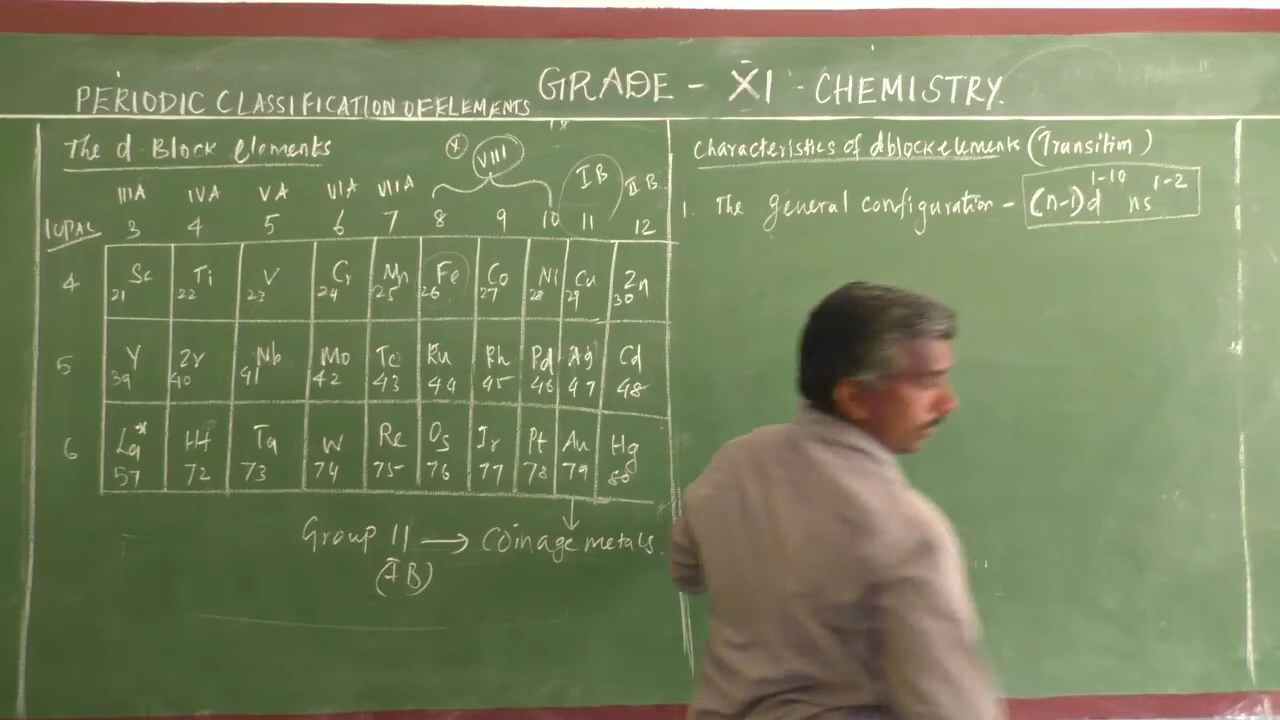 GRADE - XI - CHEMISTRY.
PERIODIC CLASSIFICATION OF ELEMENTS
The d-Block elements
X VIII IB
IIIA IVA VA VIA VIIA IIB
IUPAC 3 4 5 6 7 8 9 10 11 12
4 Sc Ti V Cr Mn Fe Co Ni Cu Zn
21 22 23 24 25 26 27 28 29 30
5 Y Zr Nb Mo Tc Ru Rh Pd Ag Cd
39 40 41 42 43 44 45 46 47 48
6 La* Hf Ta W Re Os Ir Pt Au Hg
57 72 73 74 75 76 77 78 79 80
Group 11 → Coinage metals.
(IB)
Characteristics of d block elements (Transition)
1. The general configuration - (n-1)d¹⁻¹⁰ ns¹⁻²